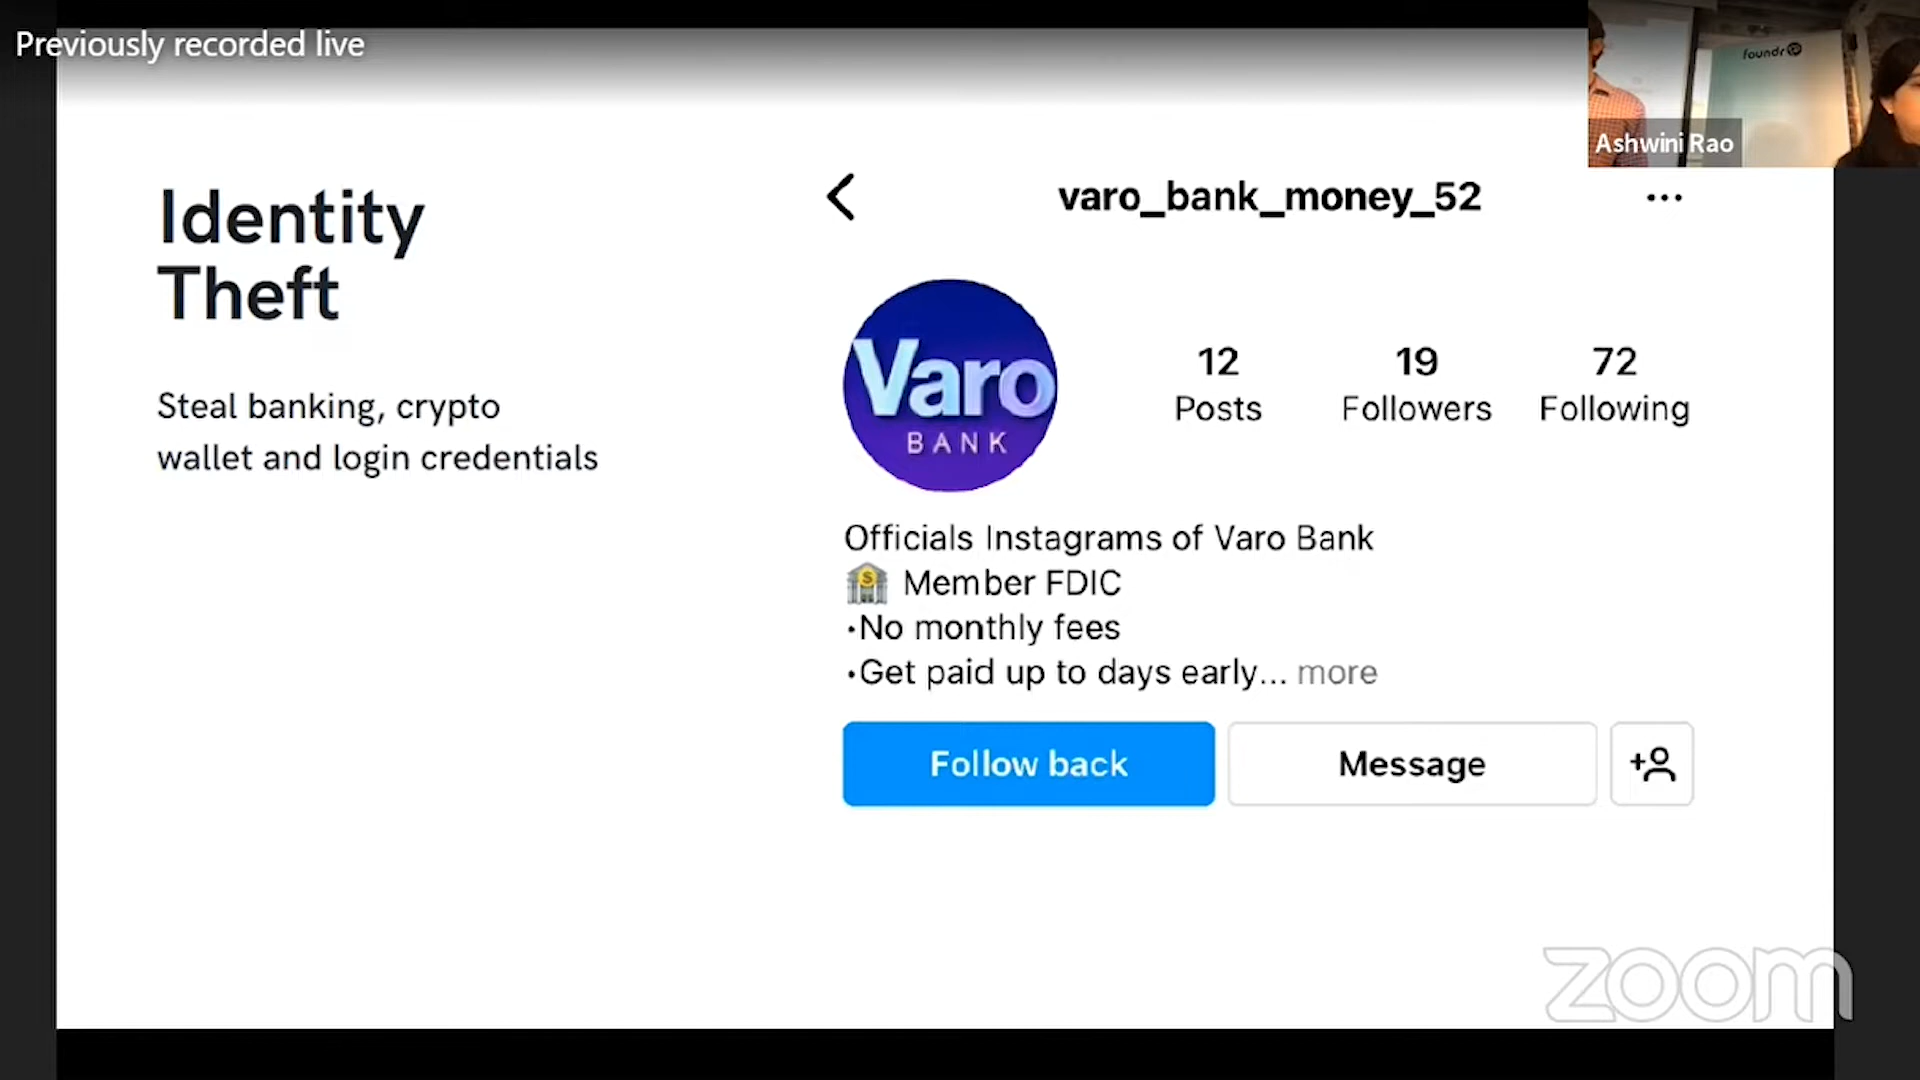 Previously recorded live
foundr
Ashwini Rao
Identity
Theft
Steal banking, crypto
wallet and login credentials
varo_bank_money_52
Varo
BANK
12
Posts
19
Followers
72
Following
Officials Instagrams of Varo Bank
Member FDIC
•No monthly fees
•Get paid up to days early... more
Follow back
Message
zoom